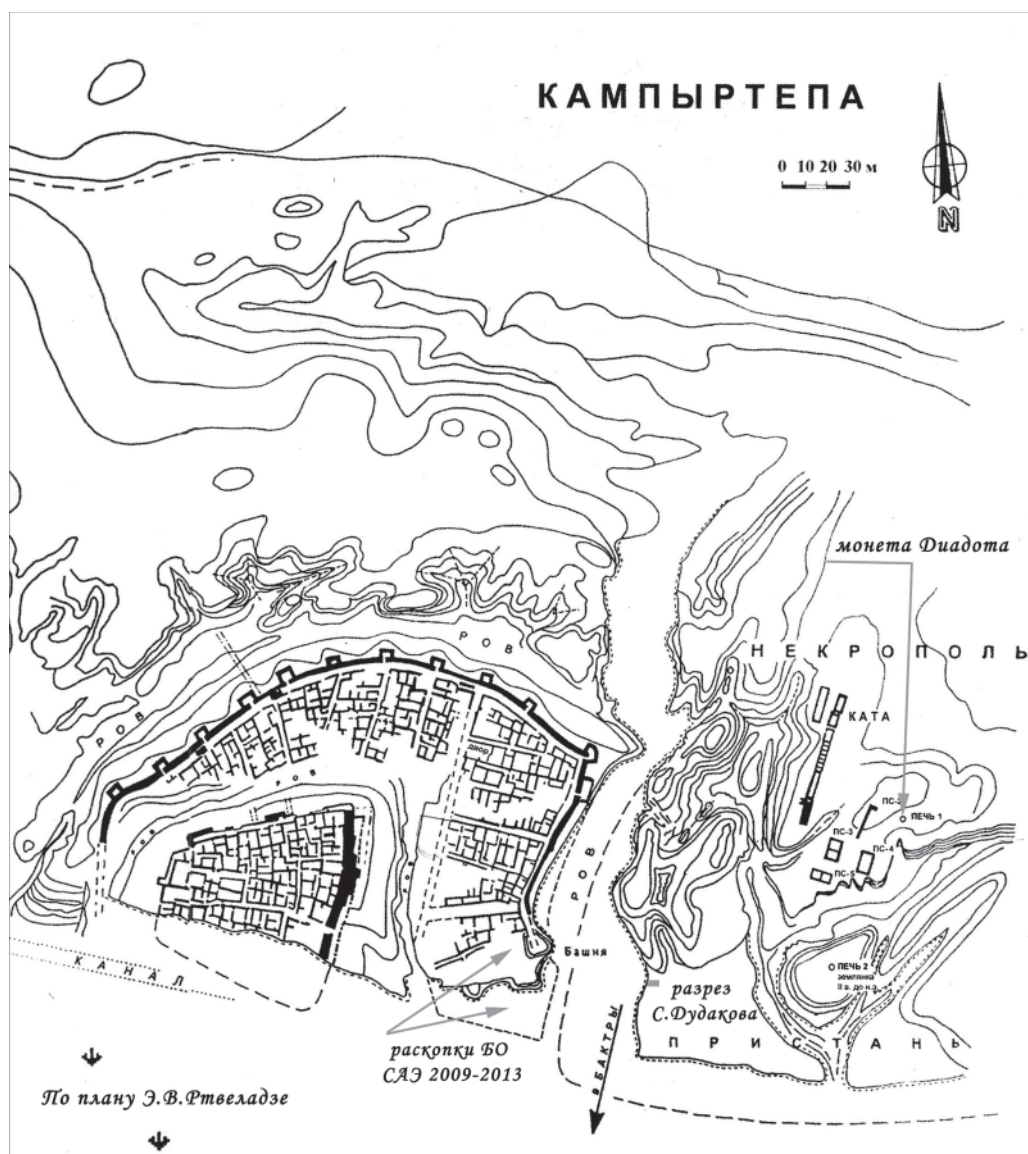 КАМПЫРТЕПА
0 10 20 30 м
N
монета Диадота
НЕКРОПОЛЬ
РОВ
РОВ
КАТА
двор
РОВ
ПС-2
ПЕЧЬ 1
ПС-3
ПС-4
ПС-5
РОВ
РОВ
Башня
КАНАЛ
ПЕЧЬ 2
землянка
II в. до н.э.
разрез
С.Дудакова
ПРИСТАНЬ
в БАКТРЫ
раскопки БО
САЭ 2009-2013
По плану Э.В.Ртвеладзе